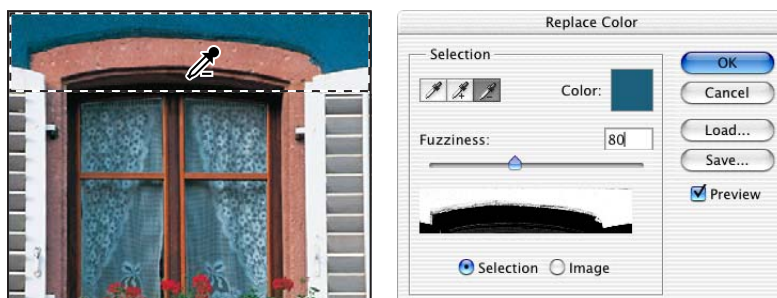 Replace Color
Selection
Color:
OK
Cancel
Fuzziness:
80
Load...
Save...
Preview
Selection
Image